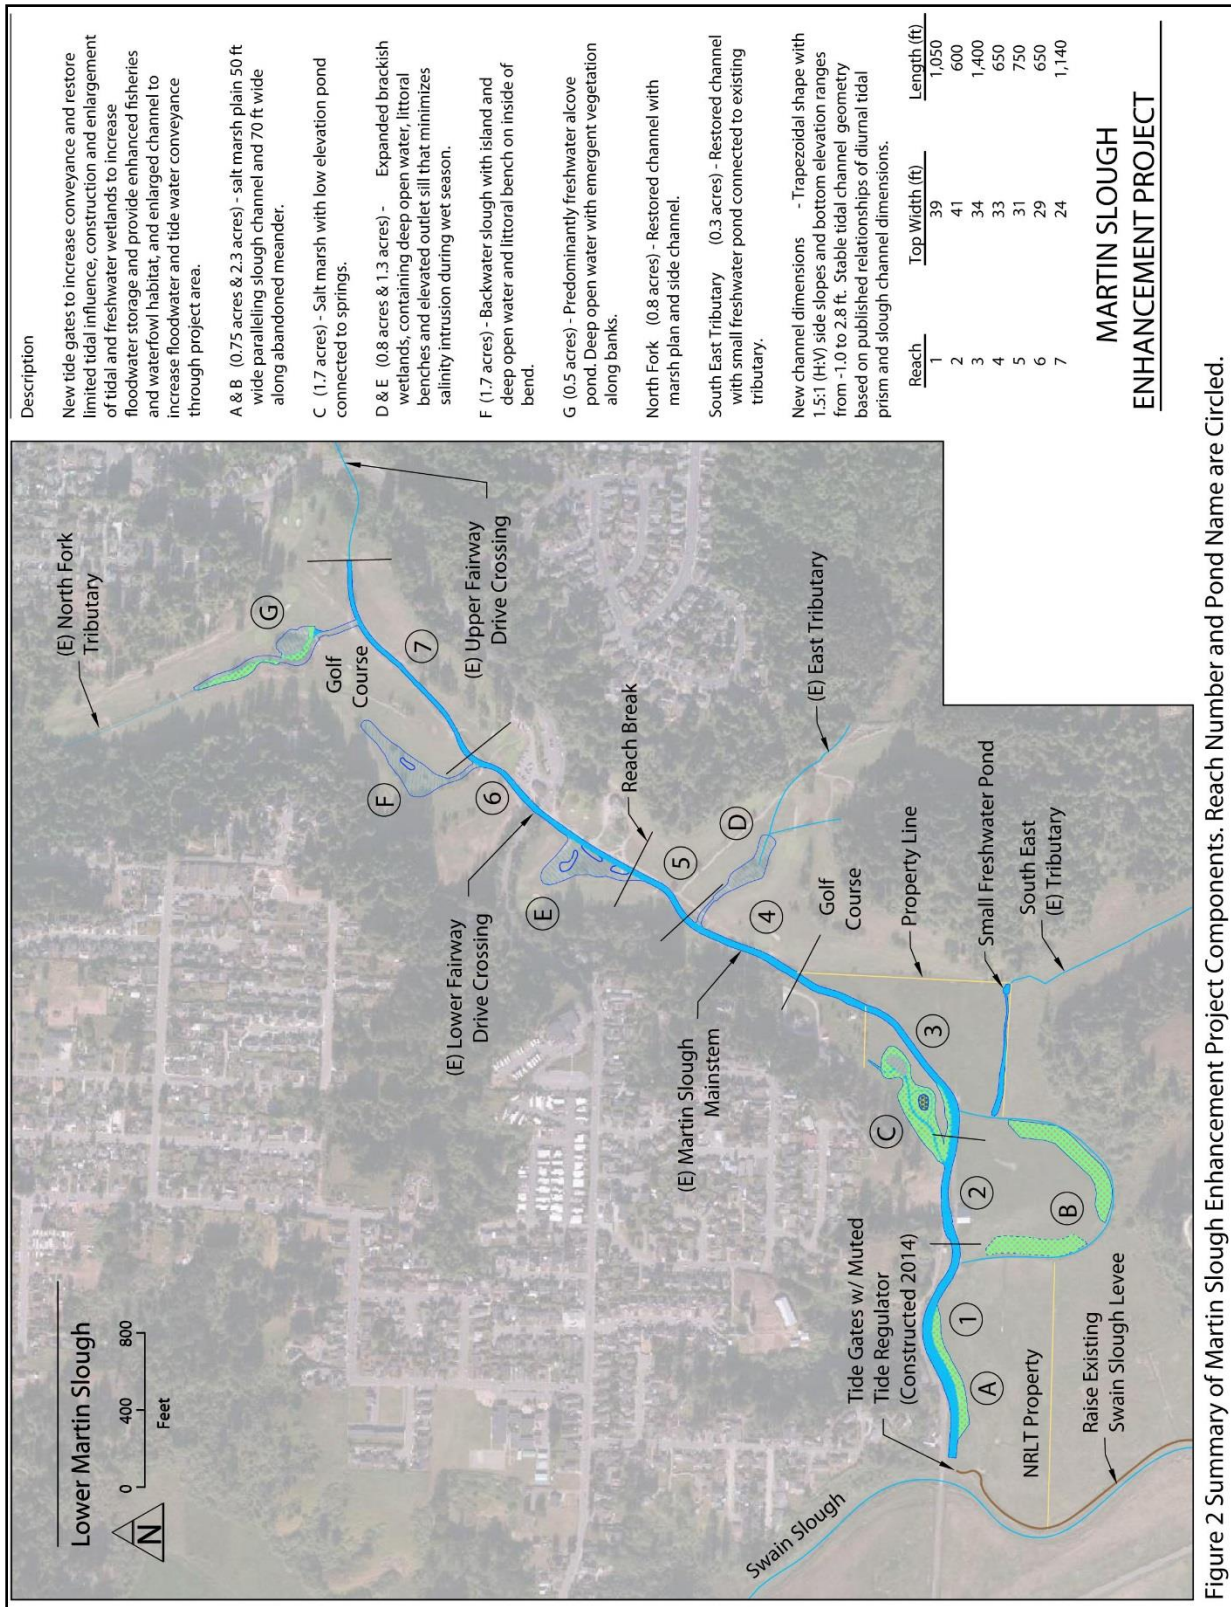 Lower Martin Slough
N
0 400 800
Feet
(E) North Fork
Tributary
G
Golf
Course
7
(E) Upper Fairway
Drive Crossing
F
6
(E) Lower Fairway
Drive Crossing
E
Reach Break
5
D
(E) East Tributary
4
Golf
Course
(E) Martin Slough
Mainstem
Property Line
3
Small Freshwater Pond
South East
(E) Tributary
C
2
B
Tide Gates w/ Muted
Tide Regulator
(Constructed 2014)
1
A
NRLT Property
Raise Existing
Swain Slough Levee
Swain Slough
Description
New tide gates to increase conveyance and restore
limited tidal influence, construction and enlargement
of tidal and freshwater wetlands to increase
floodwater storage and provide enhanced fisheries
and waterfowl habitat, and enlarged channel to
increase floodwater and tide water conveyance
through project area.
A & B (0.75 acres & 2.3 acres) - salt marsh plain 50 ft
wide paralleling slough channel and 70 ft wide
along abandoned meander.
C (1.7 acres) - Salt marsh with low elevation pond
connected to springs.
D & E (0.8 acres & 1.3 acres) - Expanded brackish
wetlands, containing deep open water, littoral
benches and elevated outlet sill that minimizes
salinity intrusion during wet season.
F (1.7 acres) - Backwater slough with island and
deep open water and littoral bench on inside of
bend.
G (0.5 acres) - Predominantly freshwater alcove
pond. Deep open water with emergent vegetation
along banks.
North Fork (0.8 acres) - Restored channel with
marsh plan and side channel.
South East Tributary (0.3 acres) - Restored channel
with small freshwater pond connected to existing
tributary.
New channel dimensions - Trapezoidal shape with
1.5:1 (H:V) side slopes and bottom elevation ranges
from -1.0 to 2.8 ft. Stable tidal channel geometry
based on published relationships of diurnal tidal
prism and slough channel dimensions.
Reach Top Width (ft) Length (ft)
1 39 1,050
2 41 600
3 34 1,400
4 33 650
5 31 750
6 29 650
7 24 1,140
MARTIN SLOUGH
ENHANCEMENT PROJECT
Figure 2 Summary of Martin Slough Enhancement Project Components. Reach Number and Pond Name are Circled.